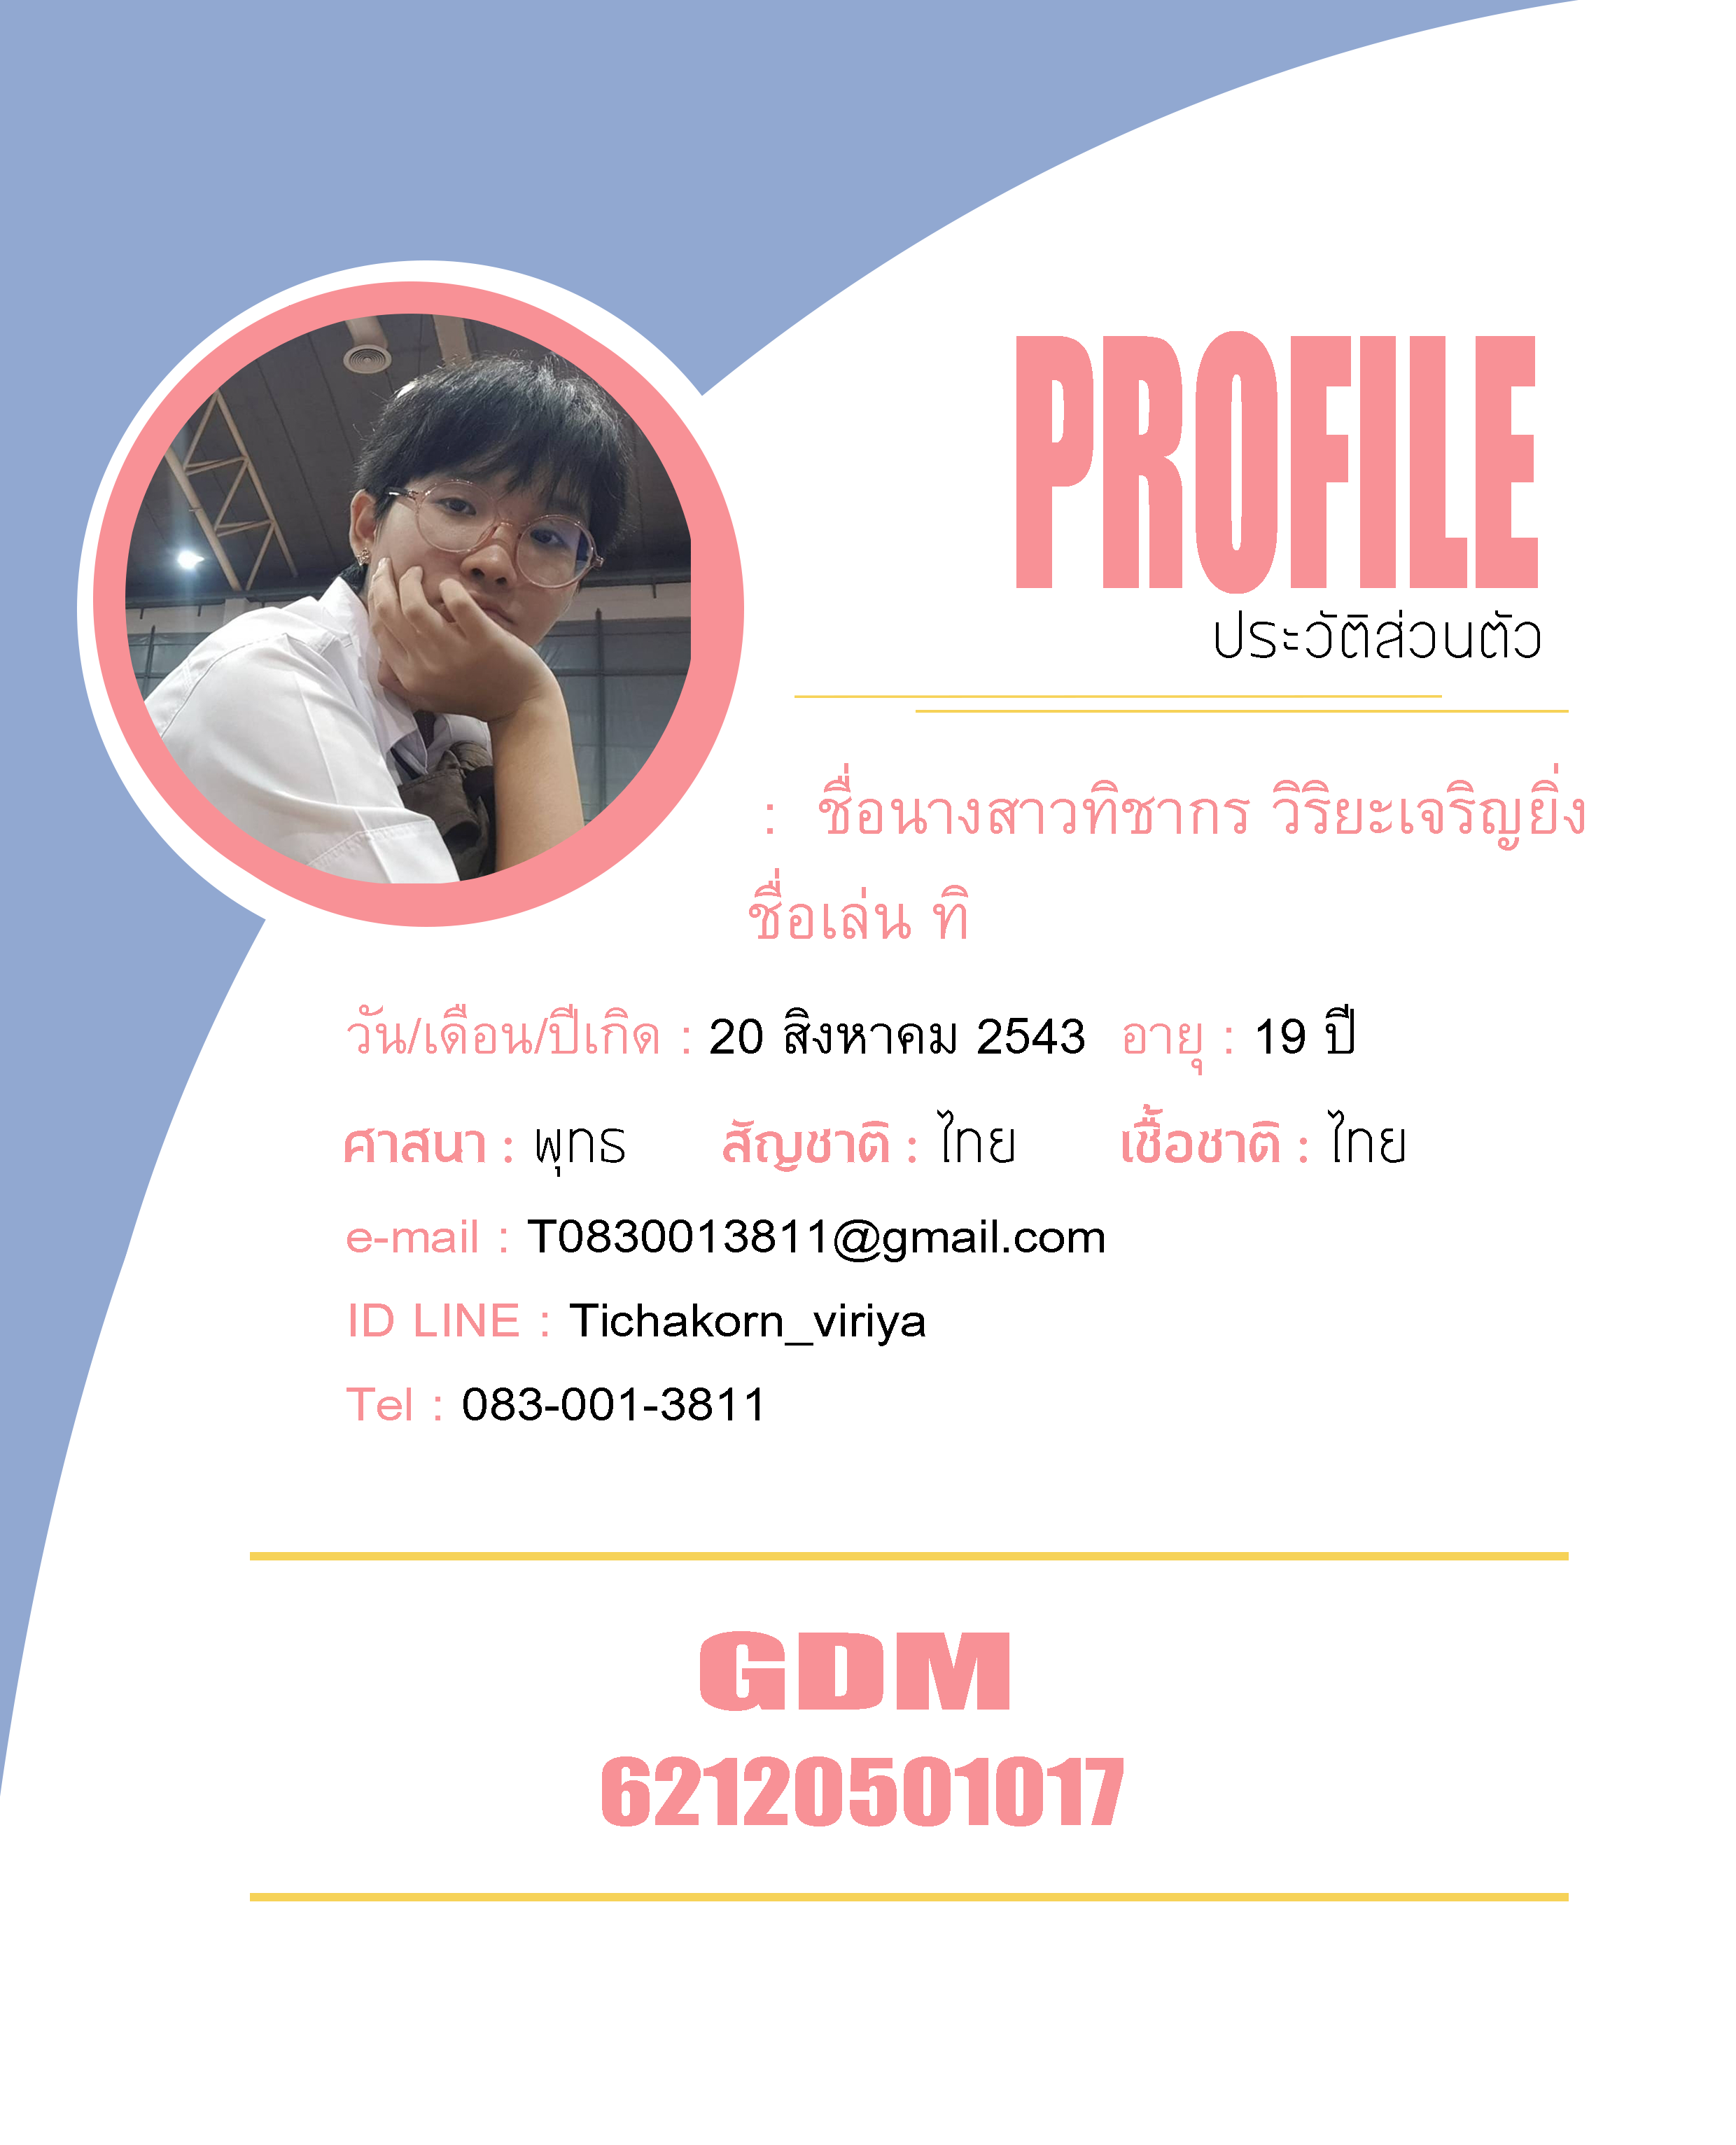 PROFILE
ประวัติส่วนตัว
: ชื่อนางสาวทิชากร วิริยะเจริญยิ่ง
ชื่อเล่น ทิ
วัน/เดือน/ปีเกิด : 20 สิงหาคม 2543 อายุ : 19 ปี
ศาสนา : พุทธ สัญชาติ : ไทย เชื้อชาติ : ไทย
e-mail : T0830013811@gmail.com
ID LINE : Tichakorn_viriya
Tel : 083-001-3811
GDM
62120501017